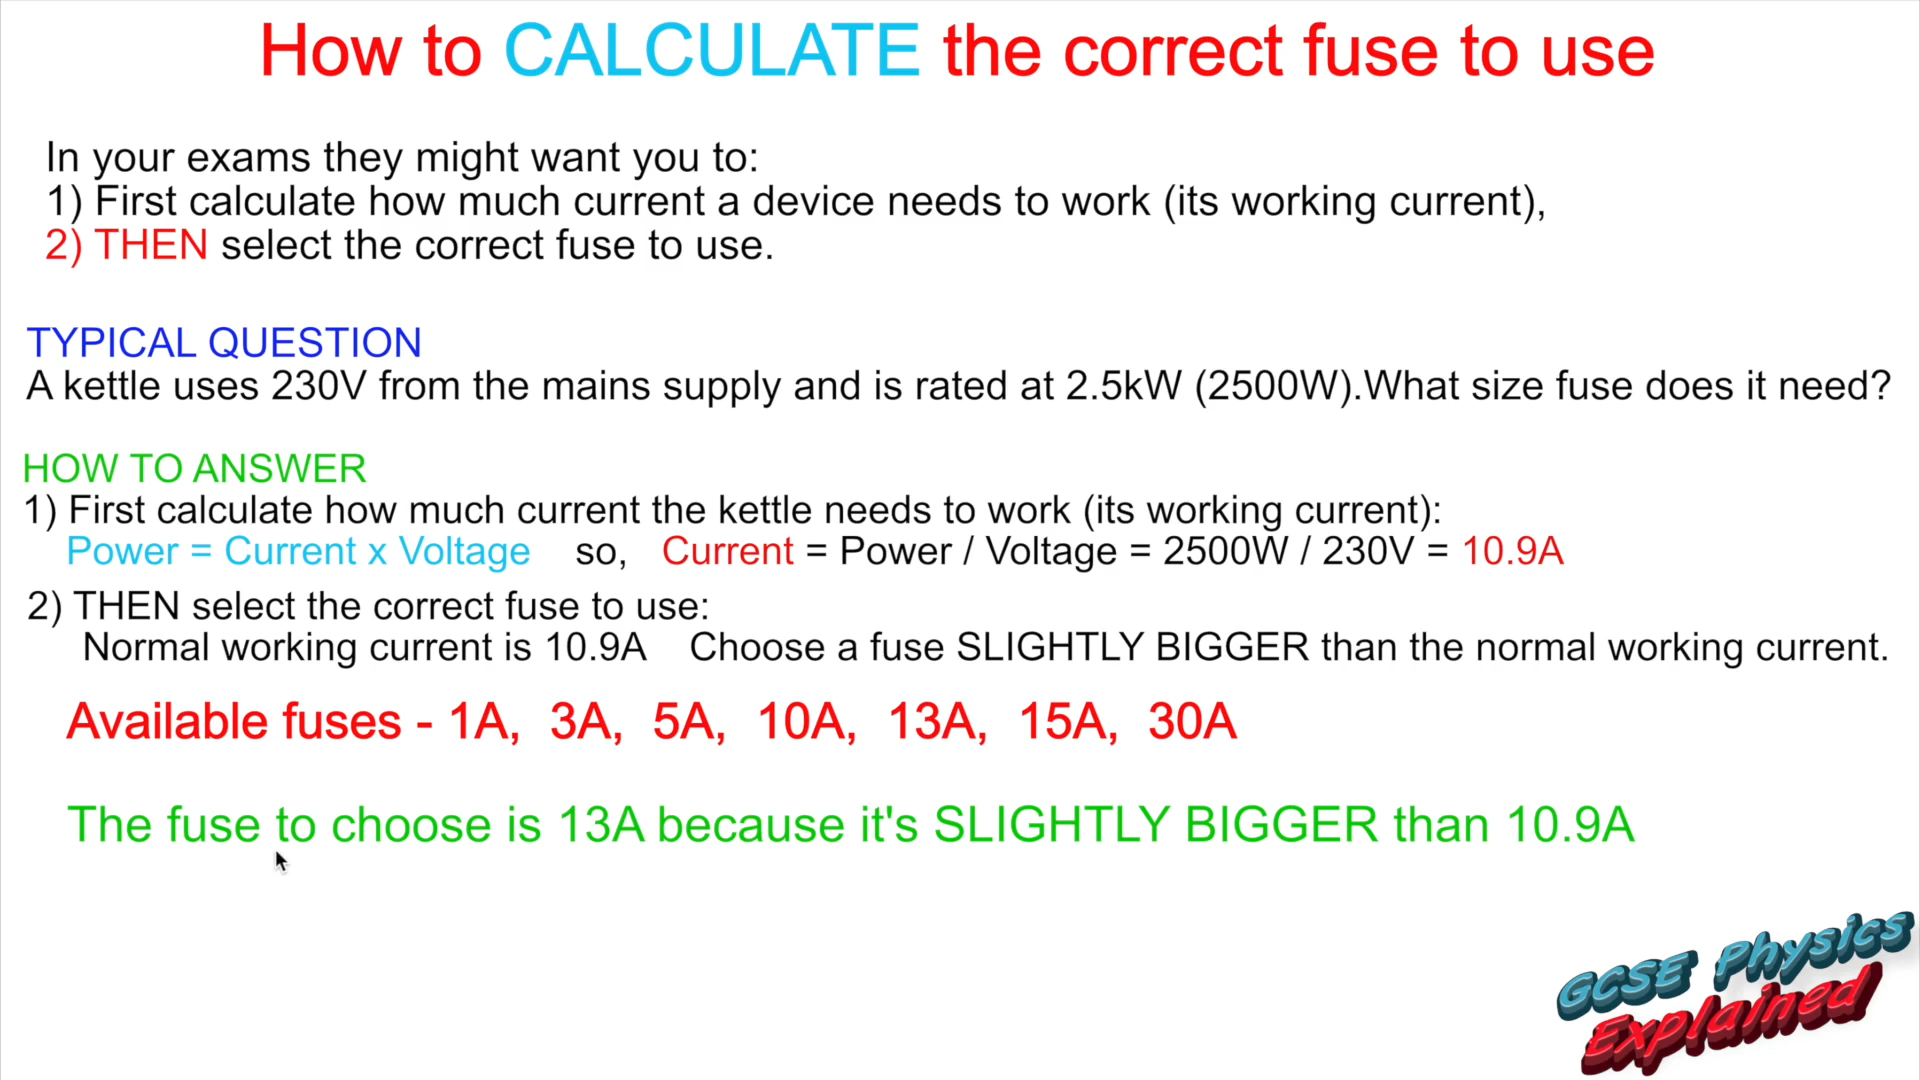 How to CALCULATE the correct fuse to use
In your exams they might want you to:
1) First calculate how much current a device needs to work (its working current),
2) THEN select the correct fuse to use.
TYPICAL QUESTION
A kettle uses 230V from the mains supply and is rated at 2.5kW (2500W).What size fuse does it need?
HOW TO ANSWER
1) First calculate how much current the kettle needs to work (its working current):
Power = Current x Voltage so, Current = Power / Voltage = 2500W / 230V = 10.9A
2) THEN select the correct fuse to use:
Normal working current is 10.9A Choose a fuse SLIGHTLY BIGGER than the normal working current.
Available fuses - 1A, 3A, 5A, 10A, 13A, 15A, 30A
The fuse to choose is 13A because it's SLIGHTLY BIGGER than 10.9A
GCSE Physics
Explained